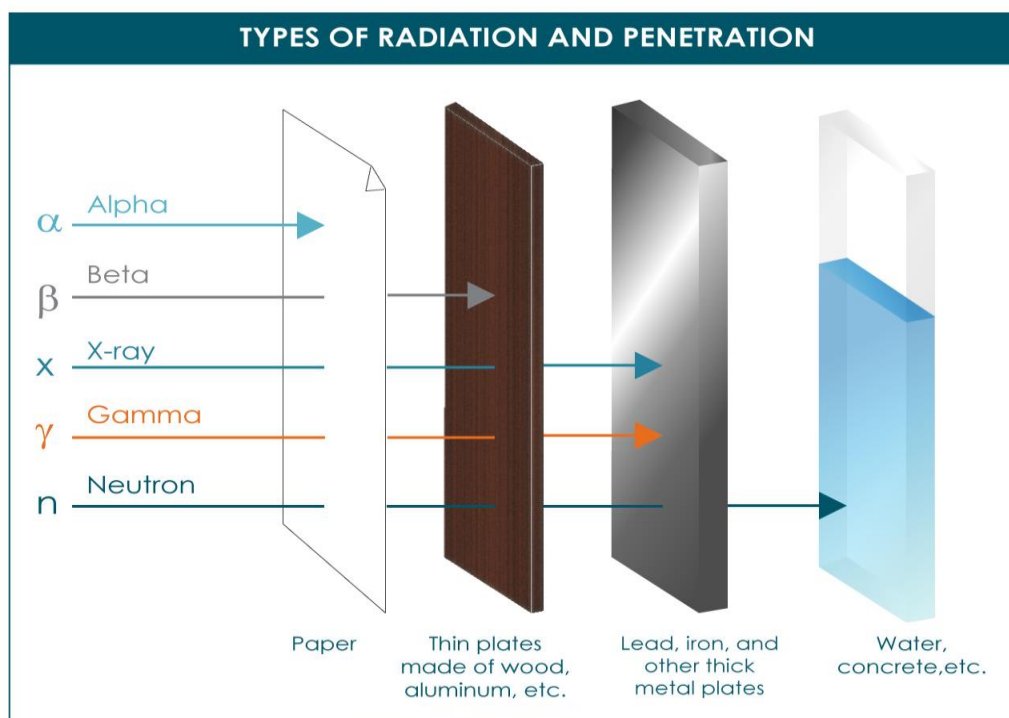 TYPES OF RADIATION AND PENETRATION
α Alpha
β Beta
x X-ray
γ Gamma
n Neutron
Paper
Thin plates
made of wood,
aluminum, etc.
Lead, iron, and
other thick
metal plates
Water,
concrete,etc.